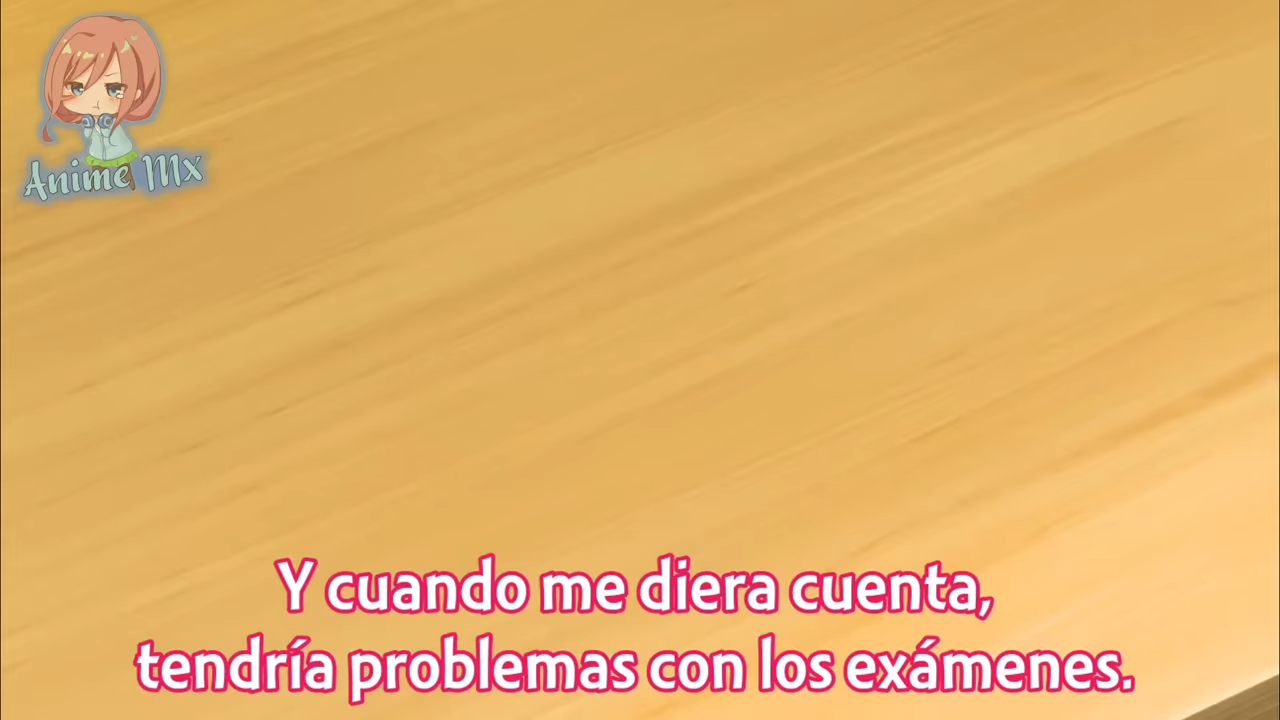 Anime Mx
Y cuando me diera cuenta,
tendría problemas con los exámenes.